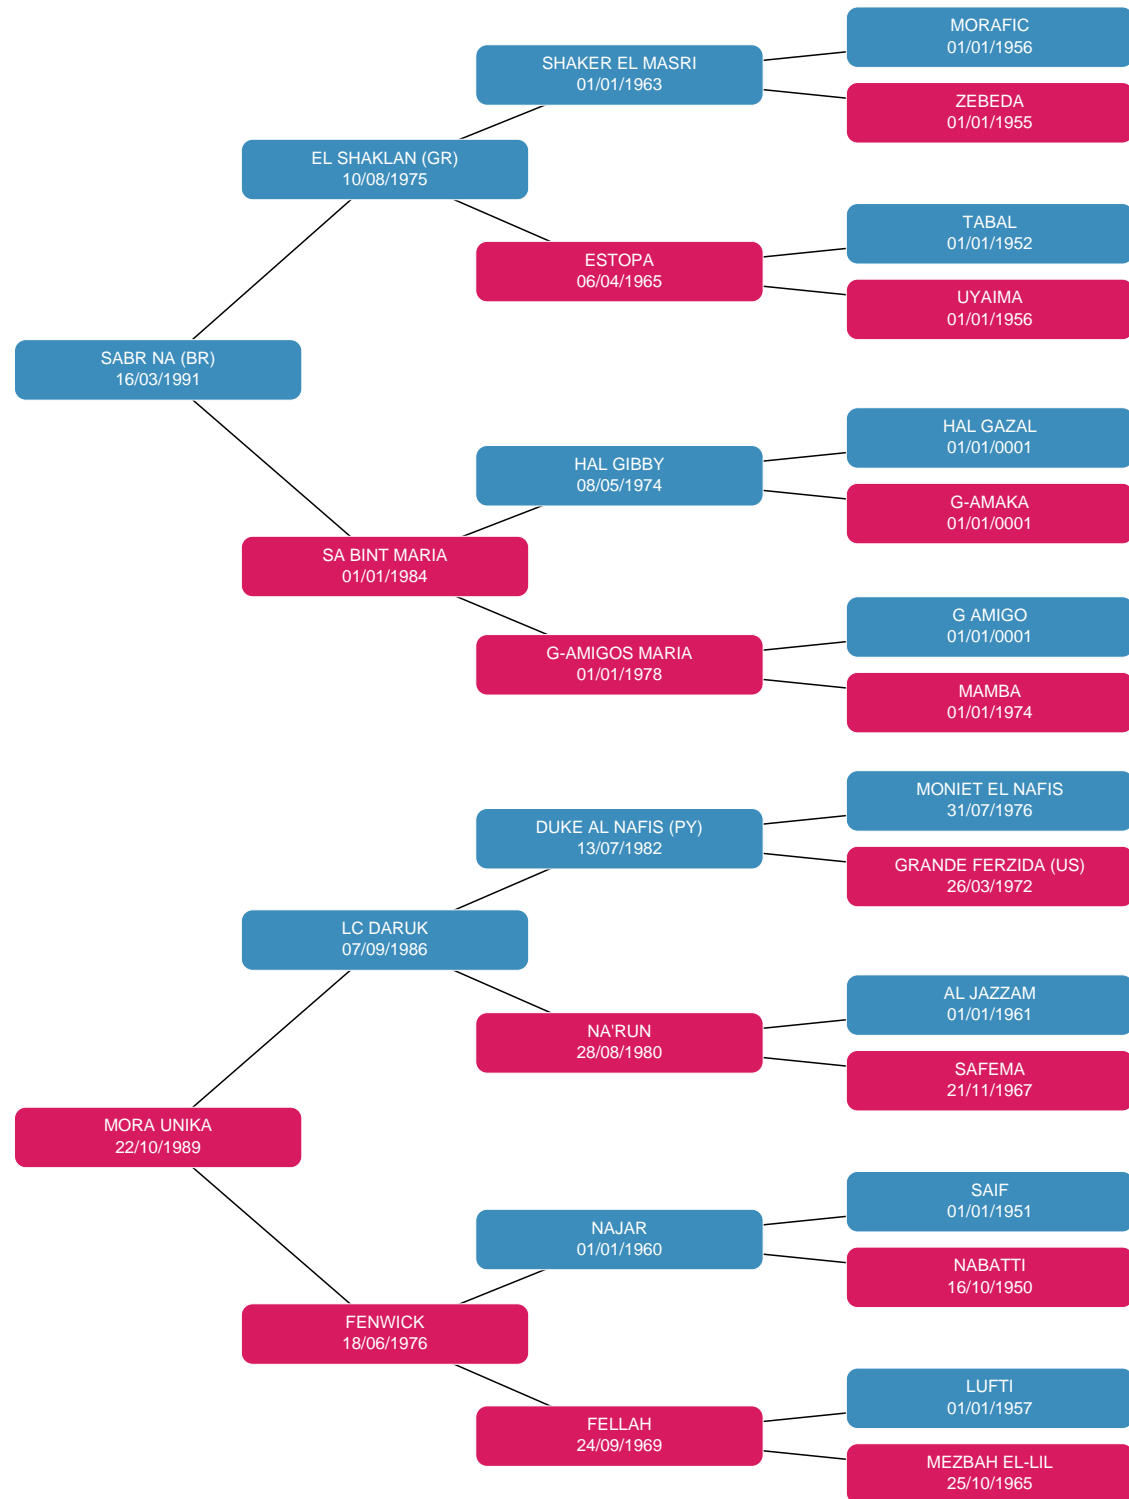 MORAFIC
01/01/1956
SHAKER EL MASRI
01/01/1963
ZEBEDA
01/01/1955
EL SHAKLAN (GR)
10/08/1975
TABAL
01/01/1952
ESTOPA
06/04/1965
UYAIMA
01/01/1956
SABR NA (BR)
16/03/1991
HAL GAZAL
01/01/0001
HAL GIBBY
08/05/1974
G-AMAKA
01/01/0001
SA BINT MARIA
01/01/1984
G AMIGO
01/01/0001
G-AMIGOS MARIA
01/01/1978
MAMBA
01/01/1974
MONIET EL NAFIS
31/07/1976
DUKE AL NAFIS (PY)
13/07/1982
GRANDE FERZIDA (US)
26/03/1972
LC DARUK
07/09/1986
AL JAZZAM
01/01/1961
NA'RUN
28/08/1980
SAFEMA
21/11/1967
MORA UNIKA
22/10/1989
SAIF
01/01/1951
NAJAR
01/01/1960
NABATTI
16/10/1950
FENWICK
18/06/1976
LUFTI
01/01/1957
FELLAH
24/09/1969
MEZBAH EL-LIL
25/10/1965